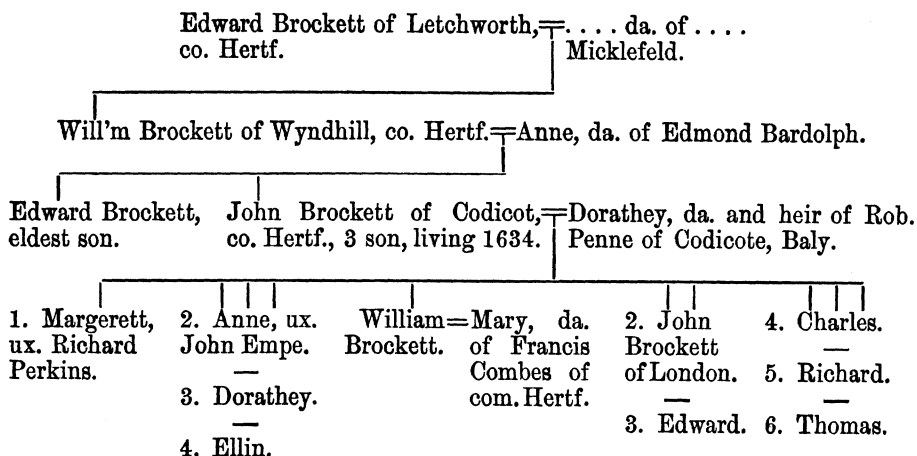 Edward Brockett of Letchworth,=. . . . da. of . . . .
co. Hertf. Micklefeld.
Will'm Brockett of Wyndhill, co. Hertf.=Anne, da. of Edmond Bardolph.
Edward Brockett,
eldest son.
John Brockett of Codicot,=Dorathey, da. and heir of Rob.
co. Hertf., 3 son, living 1634. Penne of Codicote, Baly.
1. Margerett,
ux. Richard
Perkins.
2. Anne, ux.
John Empe.
—
3. Dorathey.
—
4. Ellin.
William=Mary, da.
Brockett. of Francis
Combes of
com. Hertf.
2. John
Brockett
of London.
—
3. Edward.
4. Charles.
—
5. Richard.
—
6. Thomas.